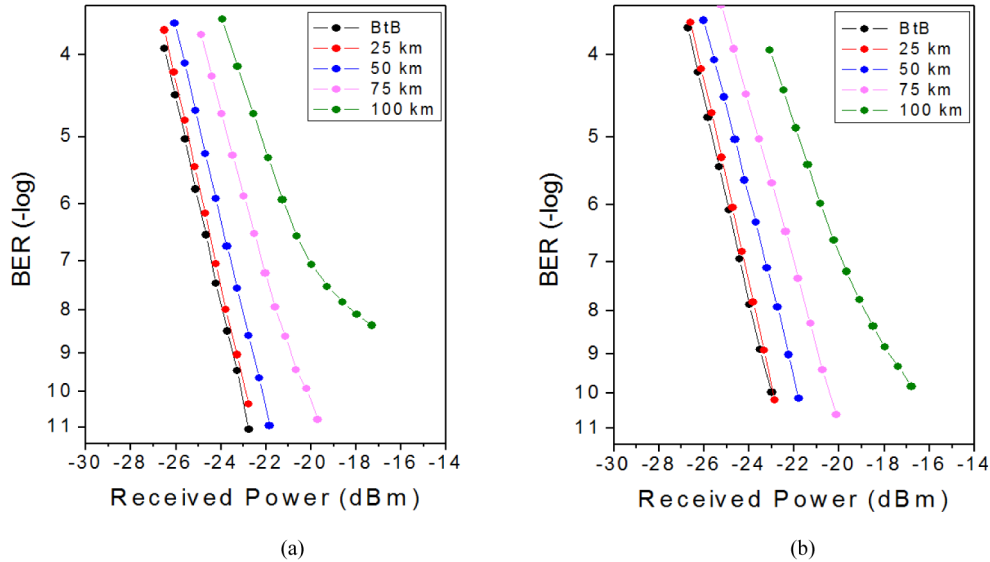 BtB
25 km
50 km
75 km
100 km
4
5
6
7
8
9
10
11
BER (-log)
-30 -28 -26 -24 -22 -20 -18 -16 -14
Received Power (dBm)
(a)
BtB
25 km
50 km
75 km
100 km
4
5
6
7
8
9
10
11
BER (-log)
-30 -28 -26 -24 -22 -20 -18 -16 -14
Received Power (dBm)
(b)